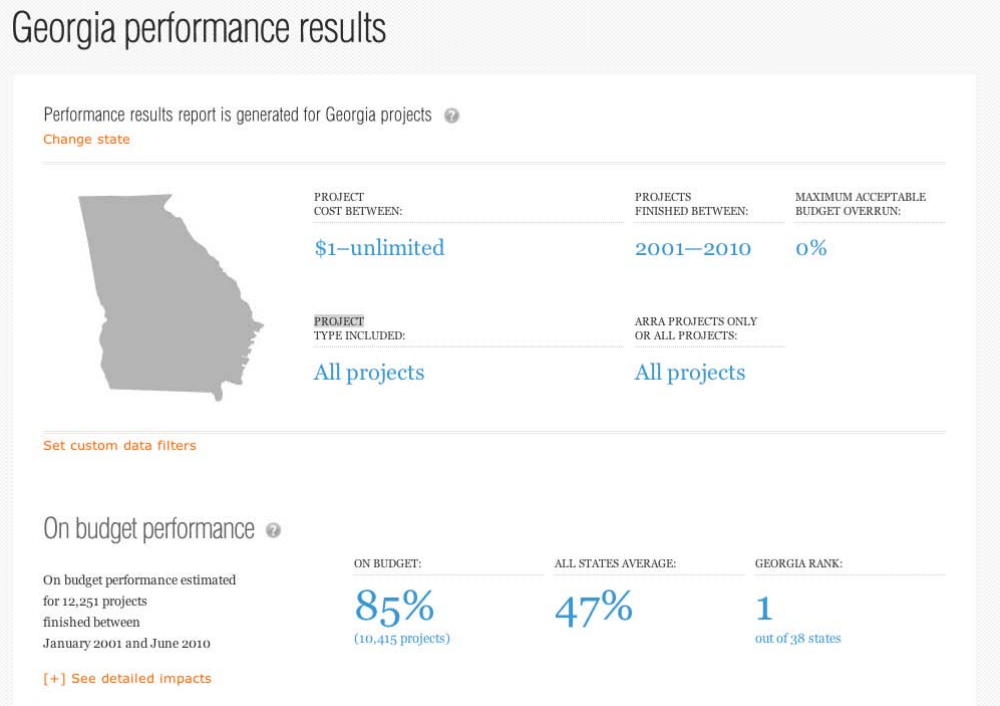 Georgia performance results
Performance results report is generated for Georgia projects ?
Change state
PROJECT
COST BETWEEN:
$1–unlimited
PROJECTS
FINISHED BETWEEN:
2001—2010
MAXIMUM ACCEPTABLE
BUDGET OVERRUN:
0%
PROJECT
TYPE INCLUDED:
All projects
ARRA PROJECTS ONLY
OR ALL PROJECTS:
All projects
Set custom data filters
On budget performance ?
On budget performance estimated
for 12,251 projects
finished between
January 2001 and June 2010
[+] See detailed impacts
ON BUDGET:
85%
(10,415 projects)
ALL STATES AVERAGE:
47%
GEORGIA RANK:
1
out of 38 states